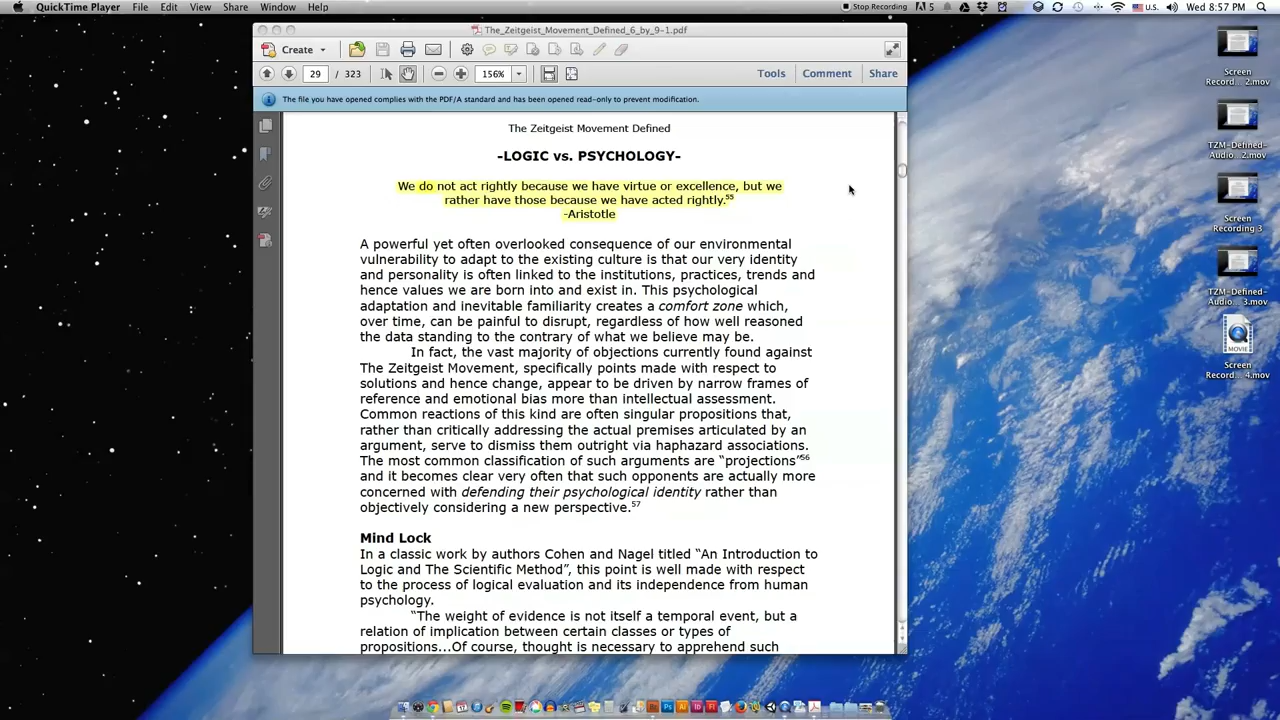 QuickTime Player File Edit View Share Window Help
Stop Recording 5 U.S. Wed 8:57 PM
The_Zeitgeist_Movement_Defined_6_by_9-1.pdf
Create
29 / 323 156% Tools Comment Share
The file you have opened complies with the PDF/A standard and has been opened read-only to prevent modification.
The Zeitgeist Movement Defined
-LOGIC vs. PSYCHOLOGY-
We do not act rightly because we have virtue or excellence, but we
rather have those because we have acted rightly.55
-Aristotle
A powerful yet often overlooked consequence of our environmental
vulnerability to adapt to the existing culture is that our very identity
and personality is often linked to the institutions, practices, trends and
hence values we are born into and exist in. This psychological
adaptation and inevitable familiarity creates a comfort zone which,
over time, can be painful to disrupt, regardless of how well reasoned
the data standing to the contrary of what we believe may be.
In fact, the vast majority of objections currently found against
The Zeitgeist Movement, specifically points made with respect to
solutions and hence change, appear to be driven by narrow frames of
reference and emotional bias more than intellectual assessment.
Common reactions of this kind are often singular propositions that,
rather than critically addressing the actual premises articulated by an
argument, serve to dismiss them outright via haphazard associations.
The most common classification of such arguments are “projections”56
and it becomes clear very often that such opponents are actually more
concerned with defending their psychological identity rather than
objectively considering a new perspective.57
Mind Lock
In a classic work by authors Cohen and Nagel titled “An Introduction to
Logic and The Scientific Method”, this point is well made with respect
to the process of logical evaluation and its independence from human
psychology.
“The weight of evidence is not itself a temporal event, but a
relation of implication between certain classes or types of
propositions...Of course, thought is necessary to apprehend such
Screen
Record... 2.mov
TZM-Defined-
Audio...2.mov
Screen
Recording 3
TZM-Defined-
Audio... 3.mov
MOVIE
Screen
Record... 4.mov